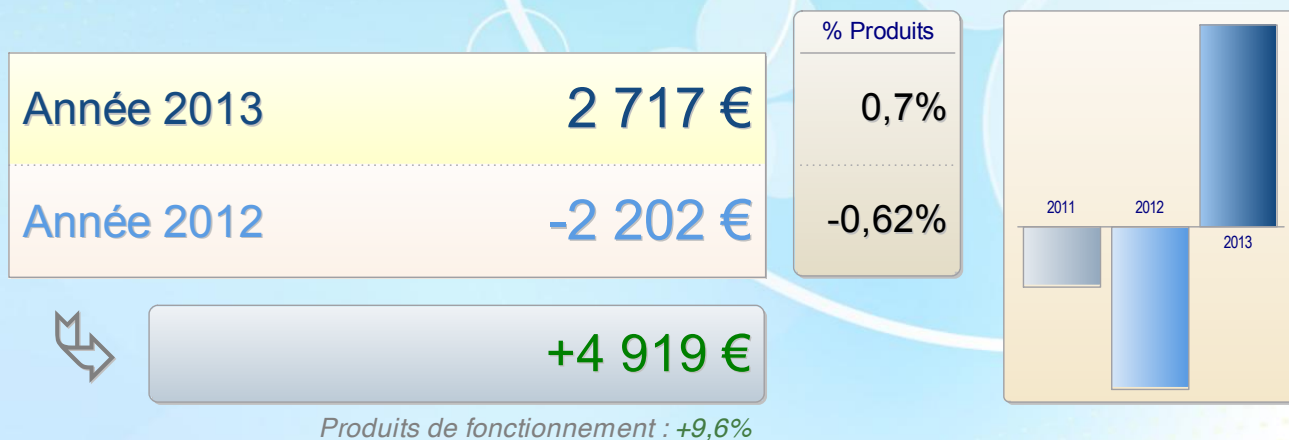 % Produits
Année 2013 2 717 € 0,7%
Année 2012 -2 202 € -0,62%
+4 919 €
Produits de fonctionnement : +9,6%
2011 2012
2013